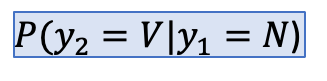 P(y₂ = V|y₁ = N)